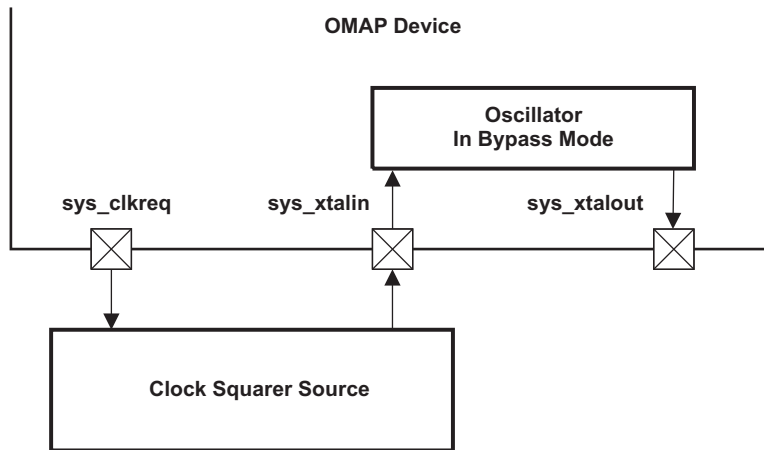 OMAP Device
Oscillator
In Bypass Mode
sys_clkreq
sys_xtalin
sys_xtalout
Clock Squarer Source